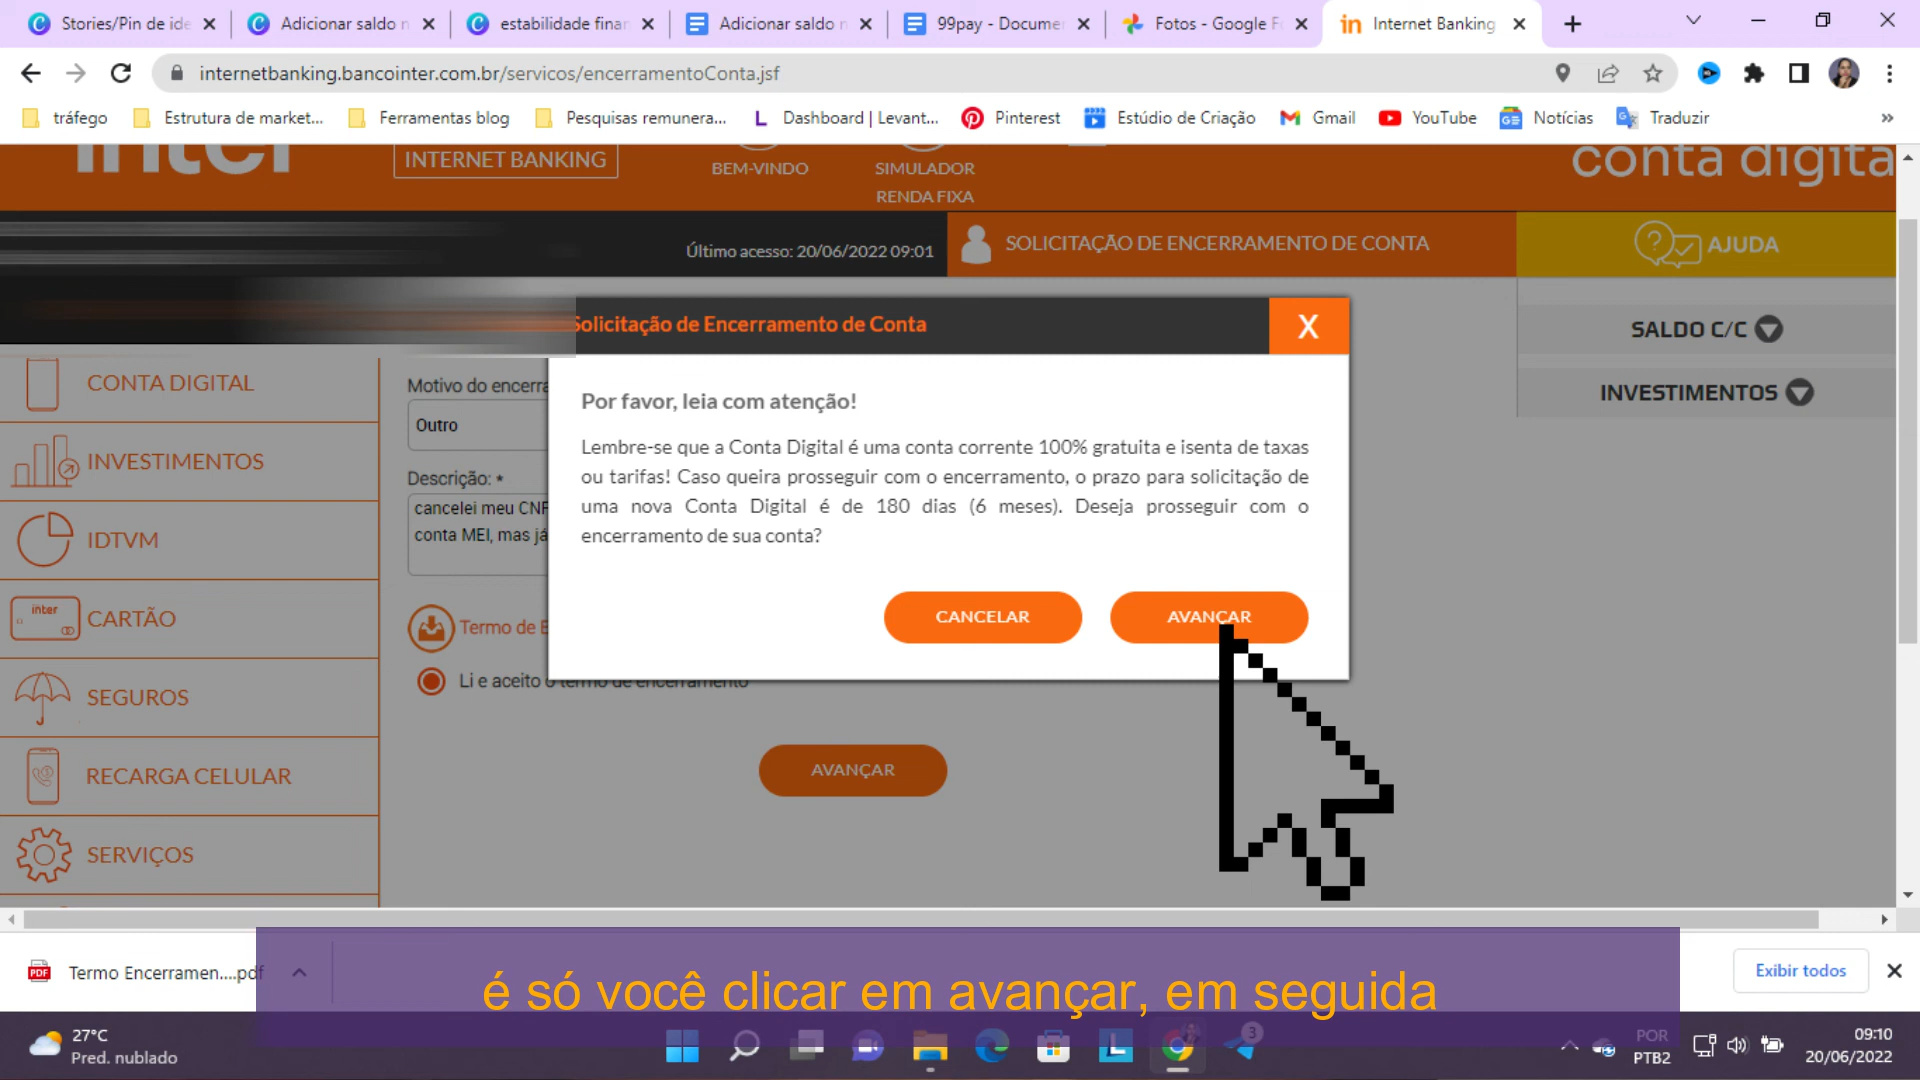 Stories/Pin de ide
Adicionar saldo n
estabilidade finan
Adicionar saldo n
99pay - Documen
Fotos - Google F
Internet Banking
internetbanking.bancointer.com.br/servicos/encerramentoConta.jsf
tráfego
Estrutura de market...
Ferramentas blog
Pesquisas remunera...
Dashboard | Levant...
Pinterest
Estúdio de Criação
Gmail
YouTube
Notícias
Traduzir
inter
INTERNET BANKING
BEM-VINDO
SIMULADOR
RENDA FIXA
conta digital
Último acesso: 20/06/2022 09:01
SOLICITAÇÃO DE ENCERRAMENTO DE CONTA
AJUDA
Solicitação de Encerramento de Conta
X
SALDO C/C
INVESTIMENTOS
CONTA DIGITAL
INVESTIMENTOS
IDTVM
inter
CARTÃO
SEGUROS
RECARGA CELULAR
SERVIÇOS
Motivo do encerra
Outro
Descrição: *
cancelei meu CNP
conta MEI, mas já
Termo de E
Li e aceito o termo de encerramento
AVANÇAR
Por favor, leia com atenção!
Lembre-se que a Conta Digital é uma conta corrente 100% gratuita e isenta de taxas
ou tarifas! Caso queira prosseguir com o encerramento, o prazo para solicitação de
uma nova Conta Digital é de 180 dias (6 meses). Deseja prosseguir com o
encerramento de sua conta?
CANCELAR
AVANÇAR
PDF
Termo Encerramen....pdf
Exibir todos
é só você clicar em avançar, em seguida
27°C
Pred. nublado
3
POR
PTB2
09:10
20/06/2022